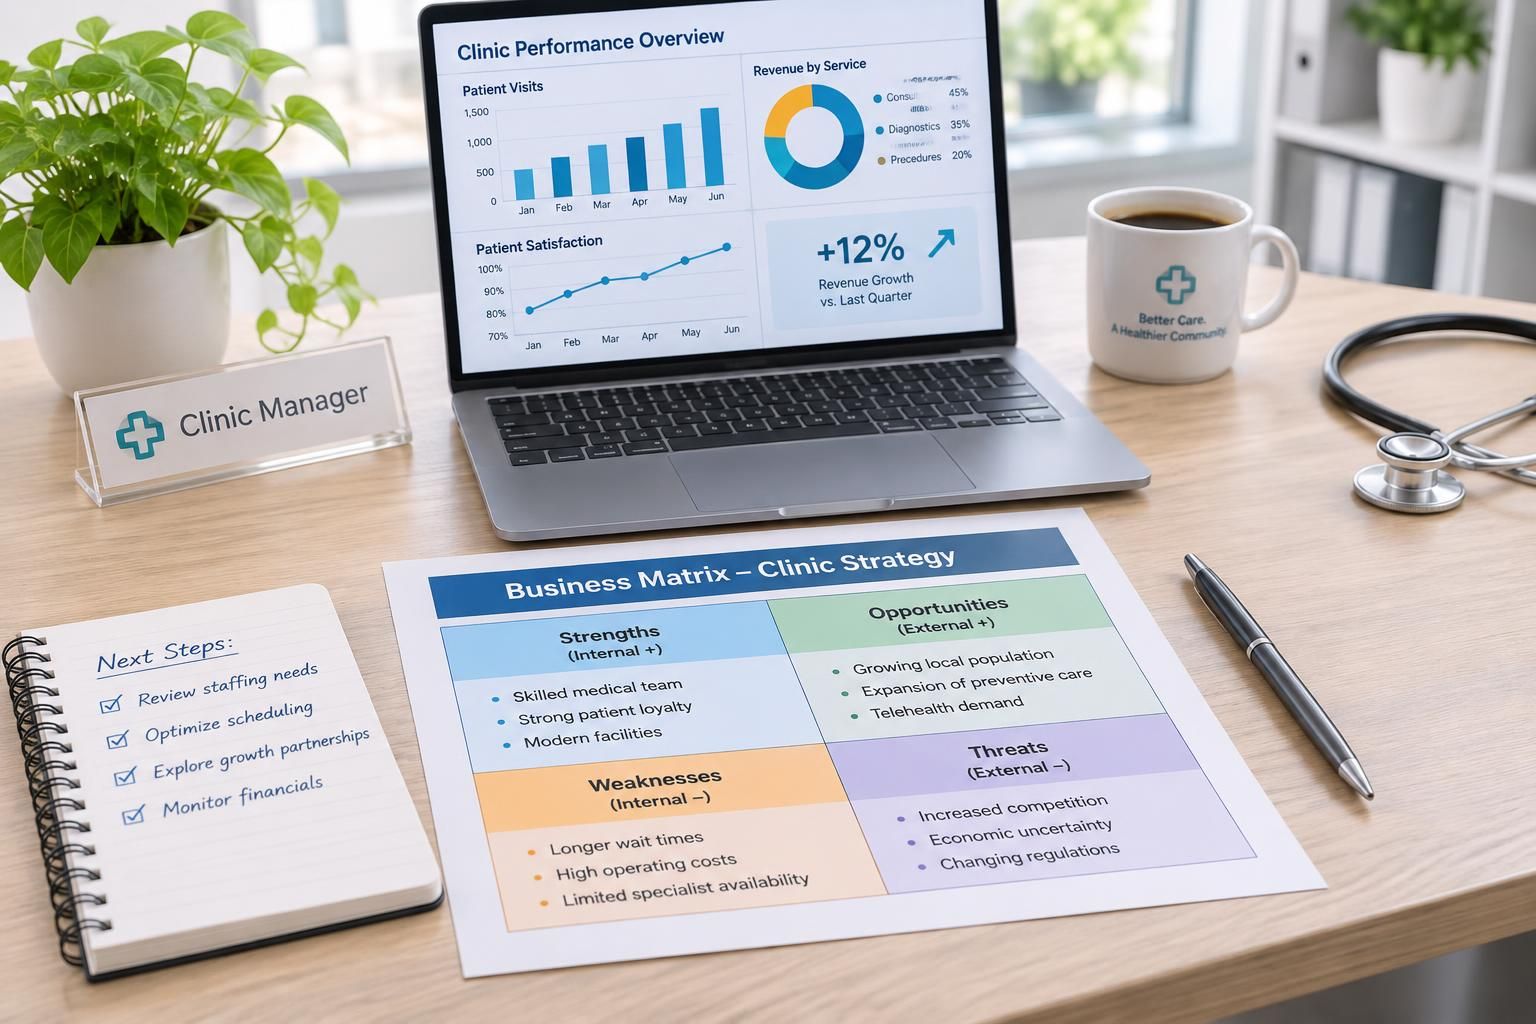 Clinic Performance Overview
Patient Visits
1,500
1,000
500
0
Jan Feb Mar Apr May Jun
Revenue by Service
45%
Diagnostics 35%
Precedures 20%
Patient Satisfaction
100%
90%
80%
70%
Jan Feb Mar Apr May Jun
+12%
Revenue Growth
vs. Last Quarter
Better Care.
A Healthier Community.
Clinic Manager
Next Steps:
Review staffing needs
Optimize scheduling
Explore growth partnerships
Monitor financials
Business Matrix – Clinic Strategy
Strengths
(Internal +)
• Skilled medical team
• Strong patient loyalty
• Modern facilities
Opportunities
(External +)
• Growing local population
• Expansion of preventive care
• Telehealth demand
Weaknesses
(Internal –)
• Longer wait times
• High operating costs
• Limited specialist availability
Threats
(External –)
• Increased competition
• Economic uncertainty
• Changing regulations